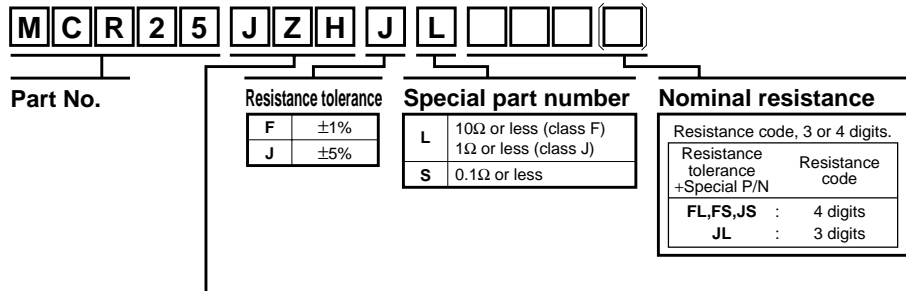 MCR25 JZH J L
Part No.
Resistance tolerance
F ±1%
J ±5%
Special part number
L 10Ω or less (class F)
1Ω or less (class J)
S 0.1Ω or less
Nominal resistance
Resistance code, 3 or 4 digits.
Resistance
tolerance
+Special P/N
Resistance
code
FL,FS,JS : 4 digits
JL : 3 digits